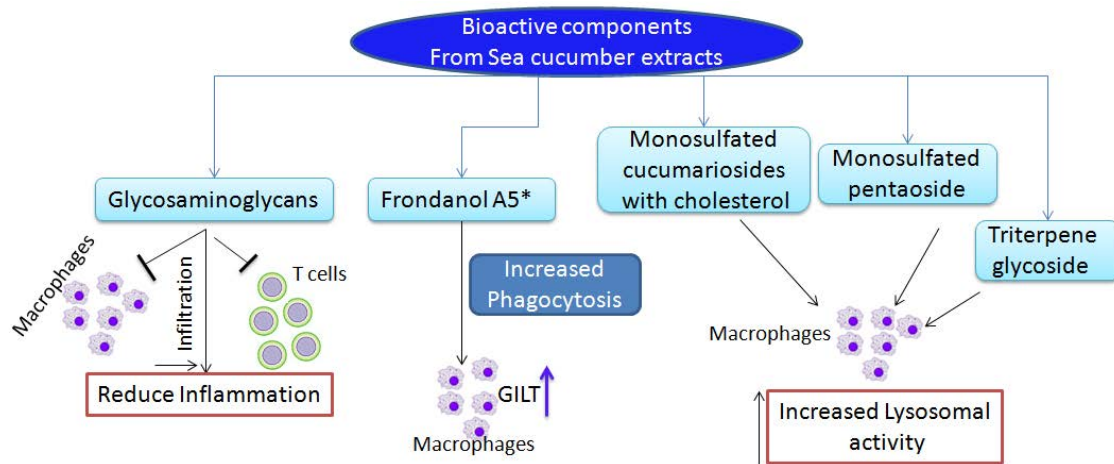 Bioactive components
From Sea cucumber extracts
Glycosaminoglycans
Frondanol A5*
Monosulfated
cucumariosides
with cholesterol
Monosulfated
pentaoside
Triterpene
glycoside
Macrophages
Infiltration
T cells
Reduce Inflammation
Increased
Phagocytosis
GILT
Macrophages
Macrophages
Increased Lysosomal
activity